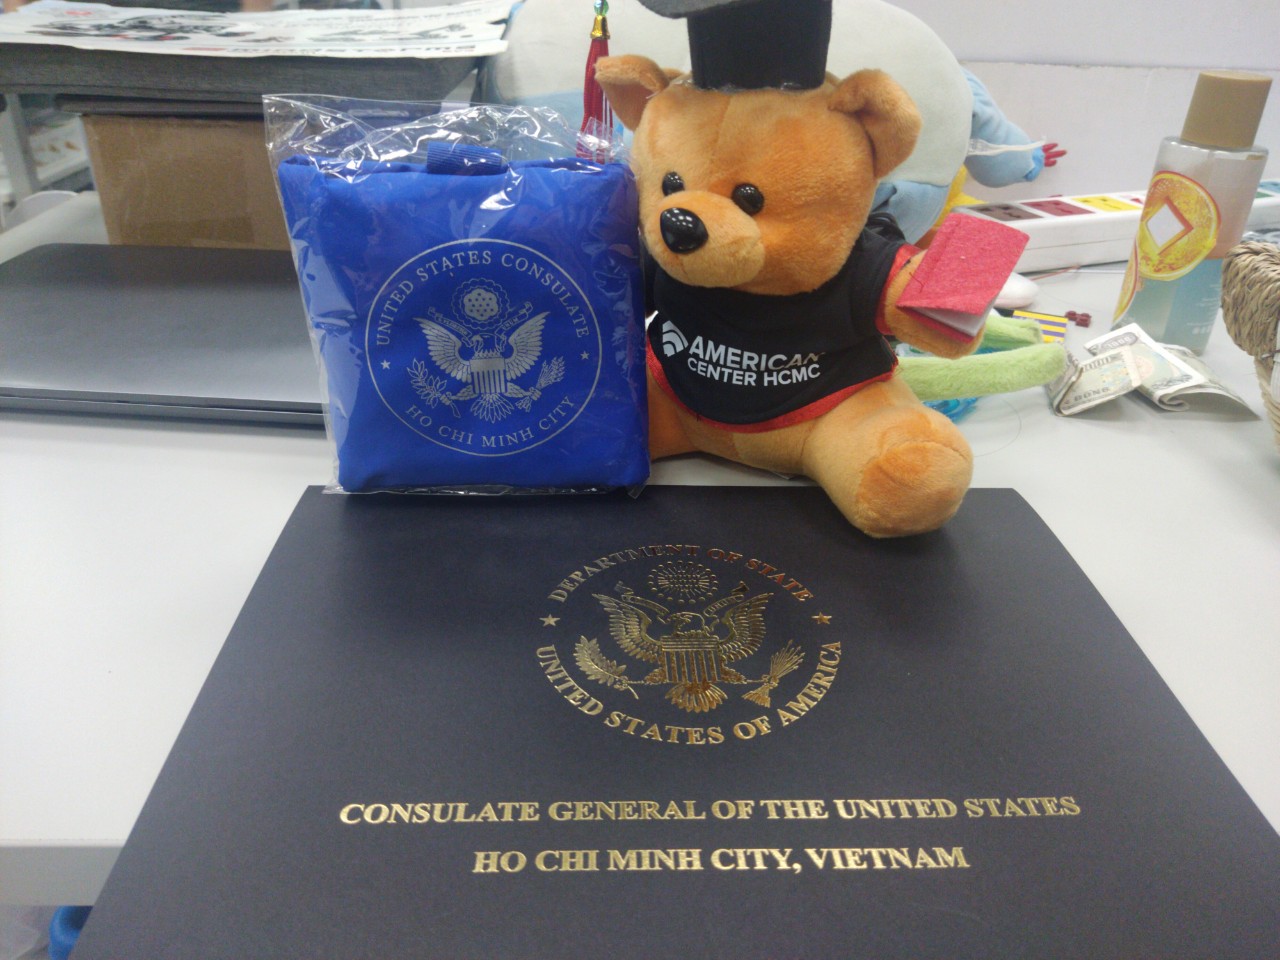 UNITED STATES CONSULATE
HO CHI MINH CITY
AMERICAN
CENTER HCMC
DEPARTMENT OF STATE
UNITED STATES OF AMERICA
CONSULATE GENERAL OF THE UNITED STATES
HO CHI MINH CITY, VIETNAM